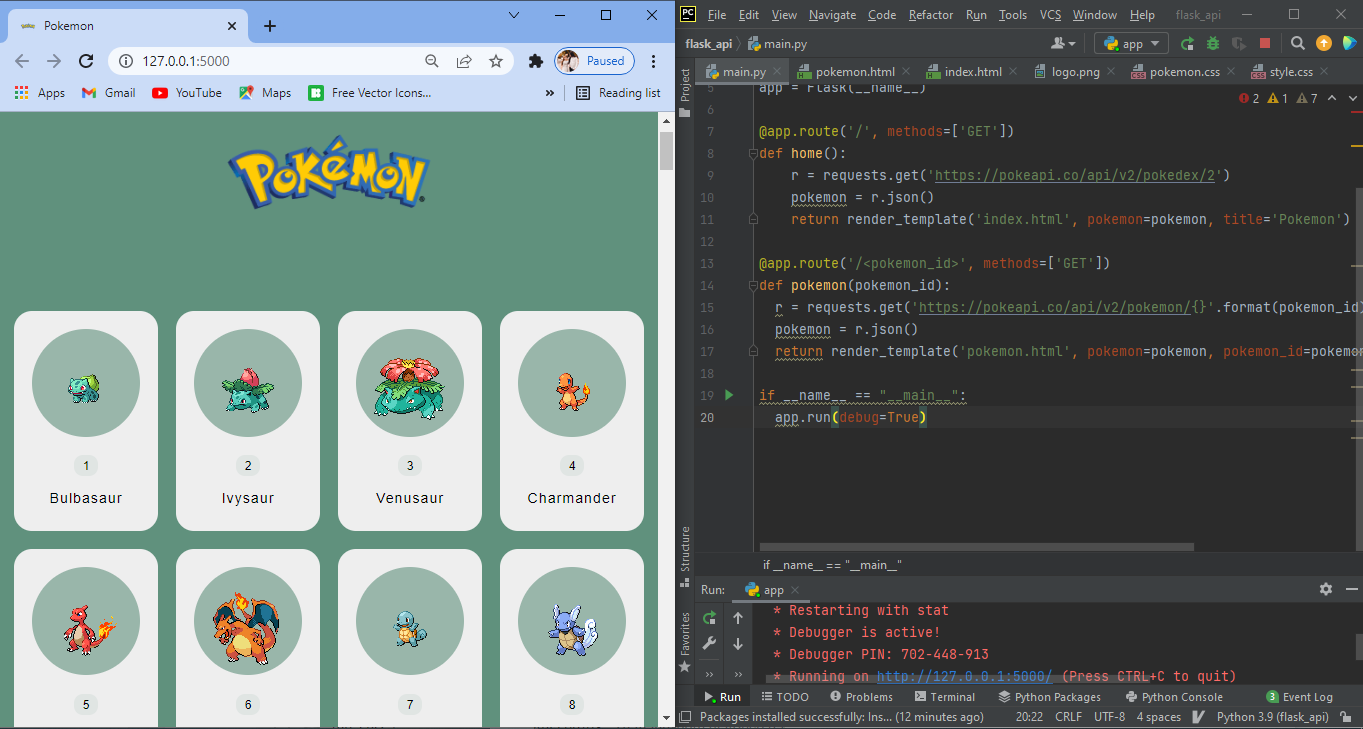 Pokemon
127.0.0.1:5000
Paused
Apps
Gmail
YouTube
Maps
Free Vector Icons...
»
Reading list
POKéMON
1
2
3
4
Bulbasaur
Ivysaur
Venusaur
Charmander
5
6
7
8
PC
File Edit View Navigate Code Refactor Run Tools VCS Window Help flask_api
flask_api main.py
app
main.py pokemon.html index.html logo.png pokemon.css style.css
Project
2 1 7
5 app = Flask(__name__)
6
7 @app.route('/', methods=['GET'])
8 def home():
9 r = requests.get('https://pokeapi.co/api/v2/pokedex/2')
10 pokemon = r.json()
11 return render_template('index.html', pokemon=pokemon, title='Pokemon')
12
13 @app.route('/<pokemon_id>', methods=['GET'])
14 def pokemon(pokemon_id):
15 r = requests.get('https://pokeapi.co/api/v2/pokemon/{}'.format(pokemon_id)
16 pokemon = r.json()
17 return render_template('pokemon.html', pokemon=pokemon, pokemon_id=pokemon
18
19 if __name__ == "__main__":
20 app.run(debug=True)
if __name__ == "__main__"
Structure
Favorites
Run: app
* Restarting with stat
* Debugger is active!
* Debugger PIN: 702-448-913
* Running on http://127.0.0.1:5000/ (Press CTRL+C to quit)
» »
Run TODO Problems Terminal Python Packages Python Console 3 Event Log
Packages installed successfully: Ins... (12 minutes ago) 20:22 CRLF UTF-8 4 spaces Python 3.9 (flask_api)